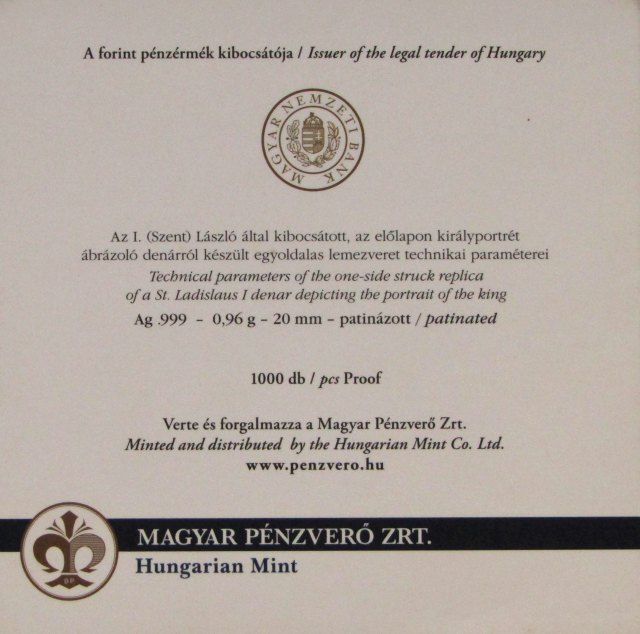 A forint pénzérmék kibocsátója / Issuer of the legal tender of Hungary
MAGYAR NEMZETI BANK
Az I. (Szent) László által kibocsátott, az előlapon királyportrét
ábrázoló denárról készült egyoldalas lemezveret technikai paraméterei
Technical parameters of the one-side struck replica
of a St. Ladislaus I denar depicting the portrait of the king
Ag .999 – 0,96 g – 20 mm – patinázott / patinated
1000 db / pcs Proof
Verte és forgalmazza a Magyar Pénzverő Zrt.
Minted and distributed by the Hungarian Mint Co. Ltd.
www.penzvero.hu
MAGYAR PÉNZVERŐ ZRT.
Hungarian Mint
BP